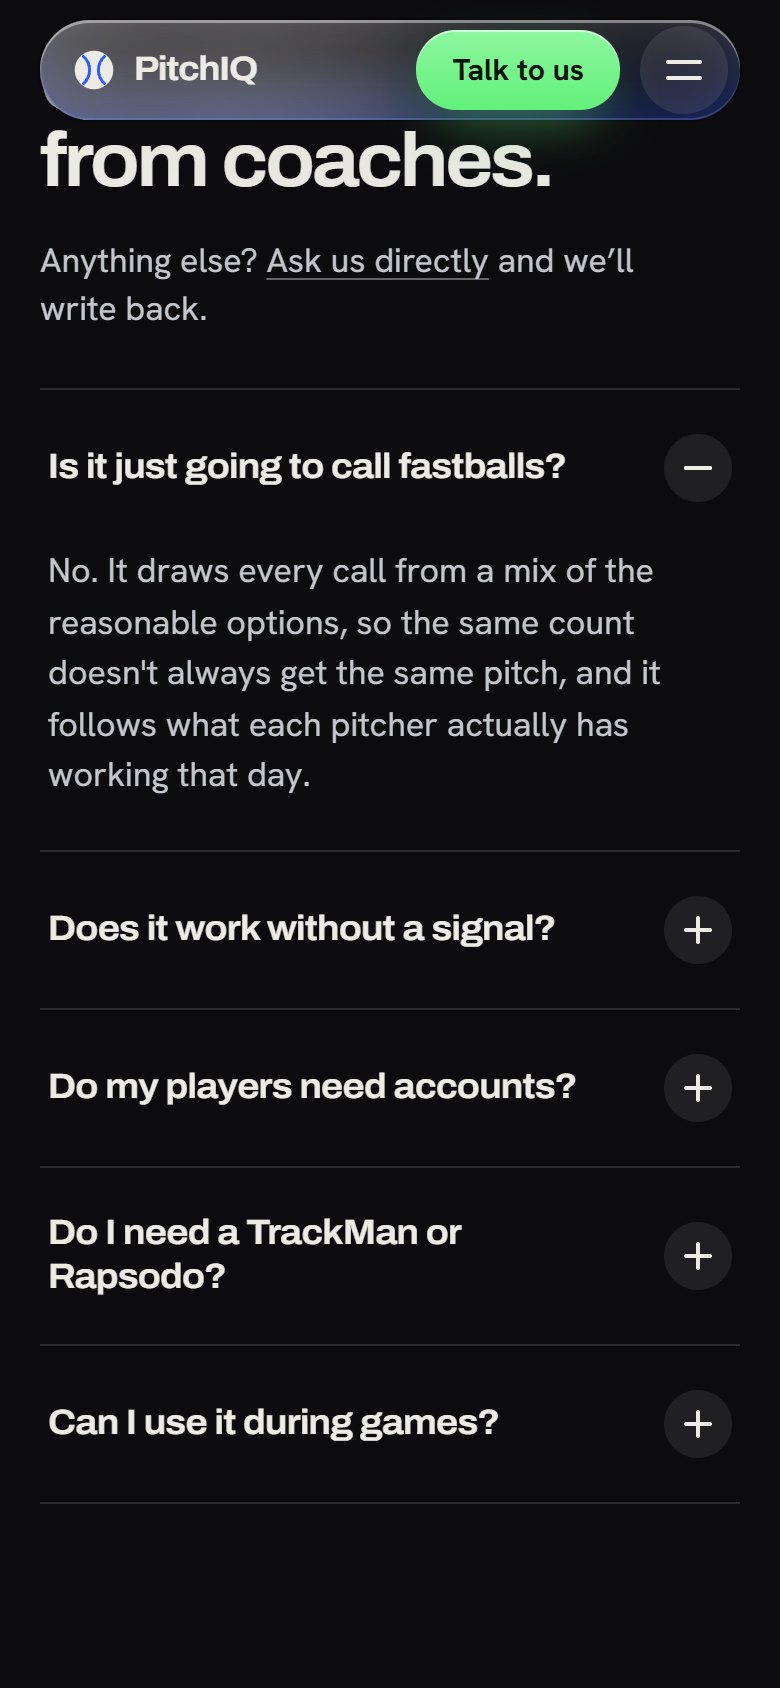 PitchIQ
Talk to us
from coaches.
Anything else? Ask us directly and we’ll
write back.
Is it just going to call fastballs?
No. It draws every call from a mix of the
reasonable options, so the same count
doesn't always get the same pitch, and it
follows what each pitcher actually has
working that day.
Does it work without a signal?
Do my players need accounts?
Do I need a TrackMan or
Rapsodo?
Can I use it during games?